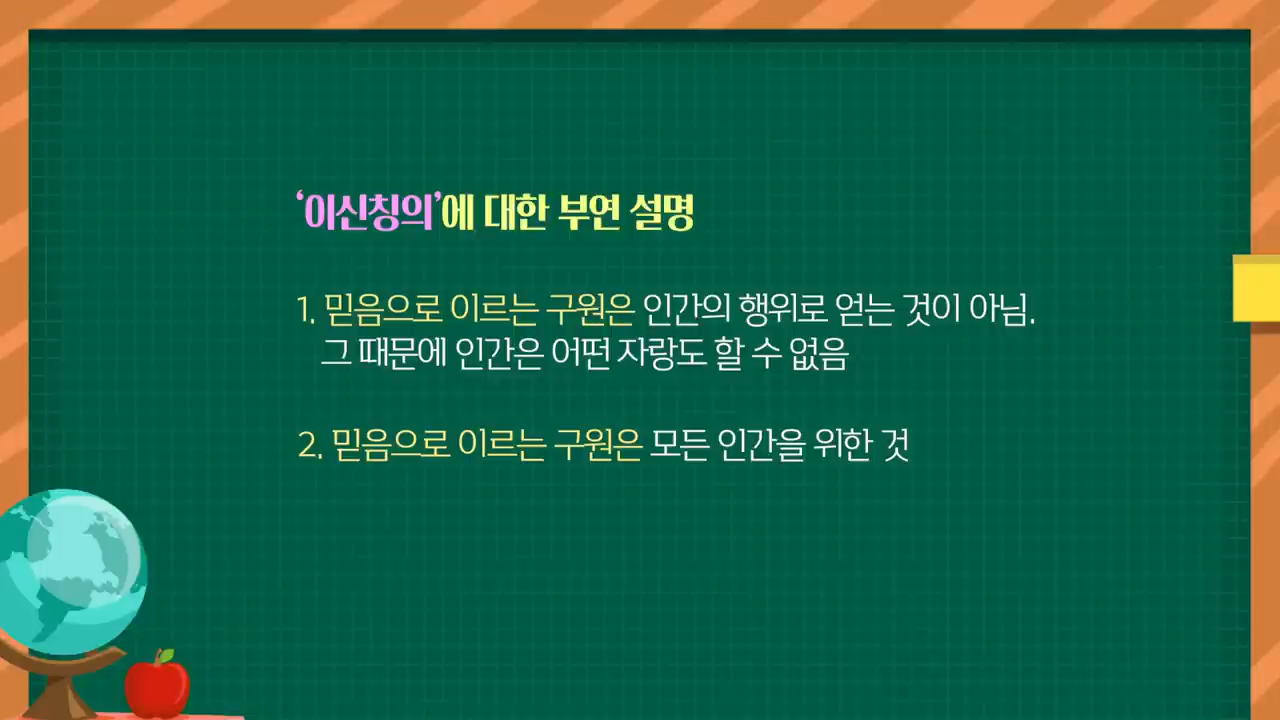 ‘이신칭의’에 대한 부연 설명
1. 믿음으로 이르는 구원은 인간의 행위로 얻는 것이 아님.
그 때문에 인간은 어떤 자랑도 할 수 없음
2. 믿음으로 이르는 구원은 모든 인간을 위한 것